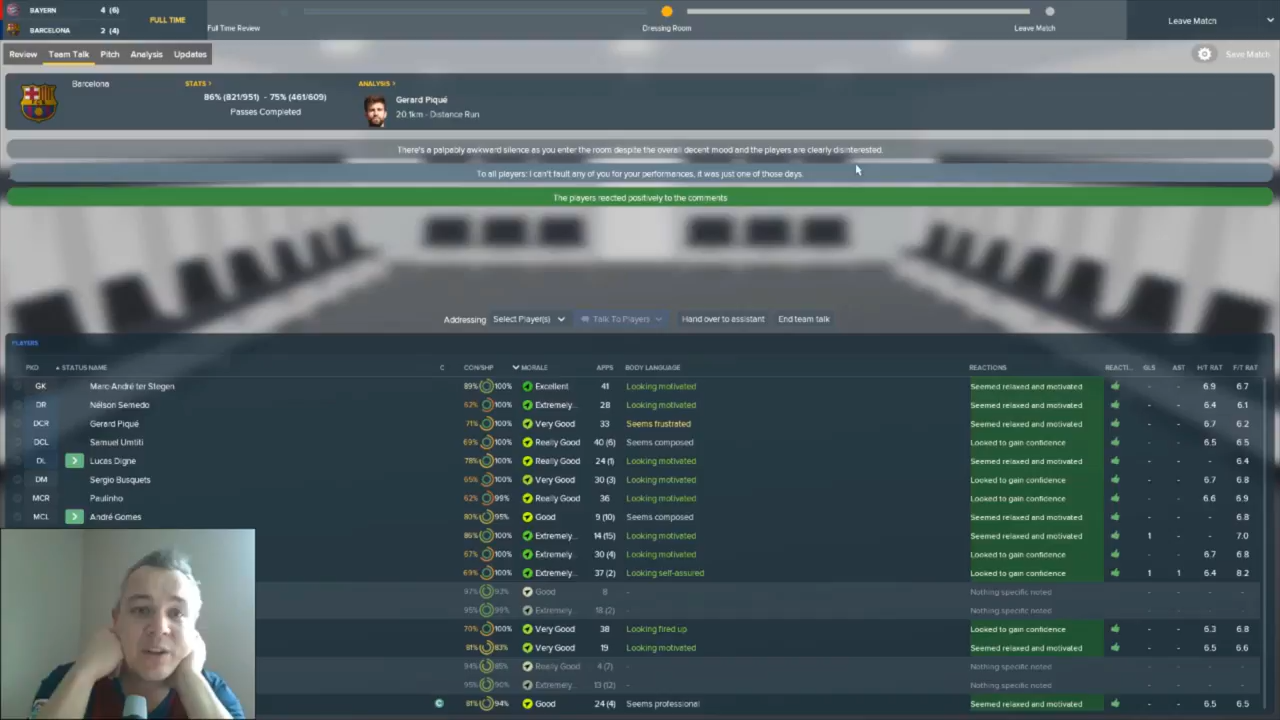 BAYERN 4 (6)
BARCELONA 2 (4)
FULL TIME
Full Time Review
Dressing Room
Leave Match
Leave Match
Review Team Talk Pitch Analysis Updates
Save Match
Barcelona
STATS >
86% (821/951) - 75% (461/609)
Passes Completed
ANALYSIS >
Gerard Piqué
20.1km - Distance Run
There's a palpably awkward silence as you enter the room despite the overall decent mood and the players are clearly disinterested.
To all players: I can't fault any of you for your performances, it was just one of those days.
The players reacted positively to the comments
Addressing Select Player(s) Talk To Players Hand over to assistant End team talk
PLAYERS
PKD STATUS NAME C CON/SHP MORALE APPS BODY LANGUAGE REACTIONS REACTI... GLS AST H/T RAT F/T RAT
GK Marc-André ter Stegen 89% 100% Excellent 41 Looking motivated Seemed relaxed and motivated - - 6.9 6.7
DR Nélson Semedo 62% 100% Extremely... 28 Looking motivated Seemed relaxed and motivated - - 6.4 6.1
DCR Gerard Piqué 71% 100% Very Good 33 Seems frustrated Seemed relaxed and motivated - - 6.7 6.2
DCL Samuel Umtiti 69% 100% Really Good 40 (6) Seems composed Looked to gain confidence - - 6.5 6.5
DL Lucas Digne 78% 100% Really Good 24 (1) Looking motivated Seemed relaxed and motivated - - - 6.4
DM Sergio Busquets 65% 100% Very Good 30 (3) Looking motivated Looked to gain confidence - - 6.7 6.8
MCR Paulinho 62% 99% Really Good 36 Looking motivated Looked to gain confidence - - 6.6 6.9
MCL André Gomes 80% 95% Good 9 (10) Seems composed Seemed relaxed and motivated - - - 6.8
86% 100% Extremely... 14 (15) Looking motivated Seemed relaxed and motivated 1 - - 7.0
67% 100% Extremely... 30 (4) Looking motivated Looked to gain confidence - - 6.7 6.8
69% 100% Extremely... 37 (2) Looking self-assured Looked to gain confidence 1 1 6.4 8.2
97% 93% Good 8 - Nothing specific noted
95% 99% Extremely... 18 (2) - Nothing specific noted
70% 100% Very Good 38 Looking fired up Looked to gain confidence - - 6.3 6.8
81% 83% Very Good 19 Looking motivated Seemed relaxed and motivated - - 6.5 6.6
94% 85% Really Good 4 (7) - Nothing specific noted
95% 90% Extremely... 13 (12) - Nothing specific noted
C 81% 94% Good 24 (4) Seems professional Seemed relaxed and motivated - - 6.5 6.5